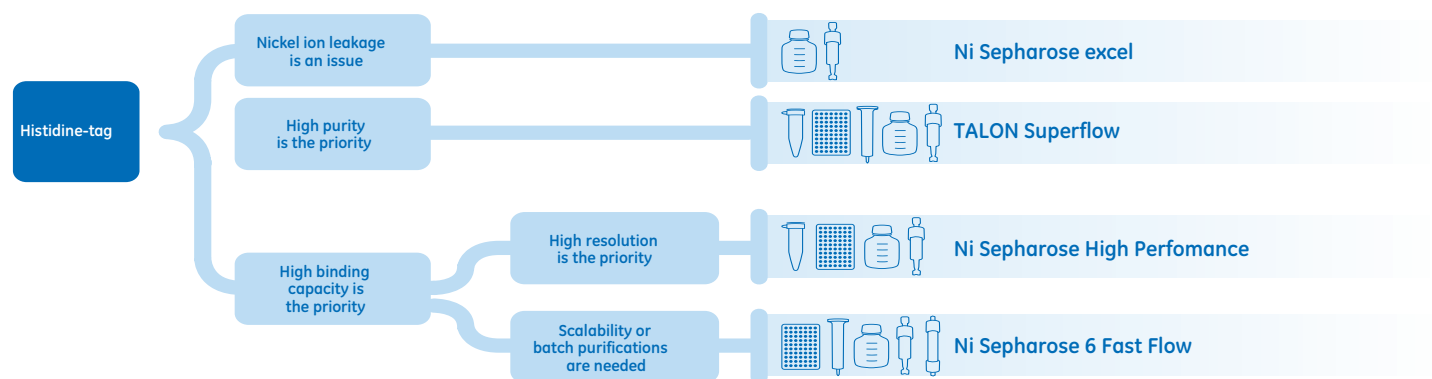 Nickel ion leakage
is an issue
Ni Sepharose excel
Histidine-tag
High purity
is the priority
TALON Superflow
High resolution
is the priority
Ni Sepharose High Perfomance
High binding
capacity is
the priority
Scalability or
batch purifications
are needed
Ni Sepharose 6 Fast Flow